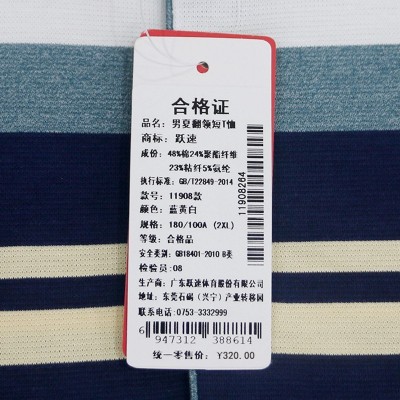 合格证
品名: 男夏翻领短T恤
商标: 跃速
成份: 48%棉24%聚酯纤维
23%粘纤5%氨纶
执行标准: GB/T22849-2014
款号: 11908款
颜色: 蓝黄白
规格: 180/100A (2XL)
等级: 合格品
安全类别: GB18401-2010 B类
检验员: 08
生产商: 广东跃速体育股份有限公司
地址: 东莞石碣（兴宁）产业转移园
联系电话: 0753-3332999
6 947312 388614
统一零售价: ¥320.00
11908264